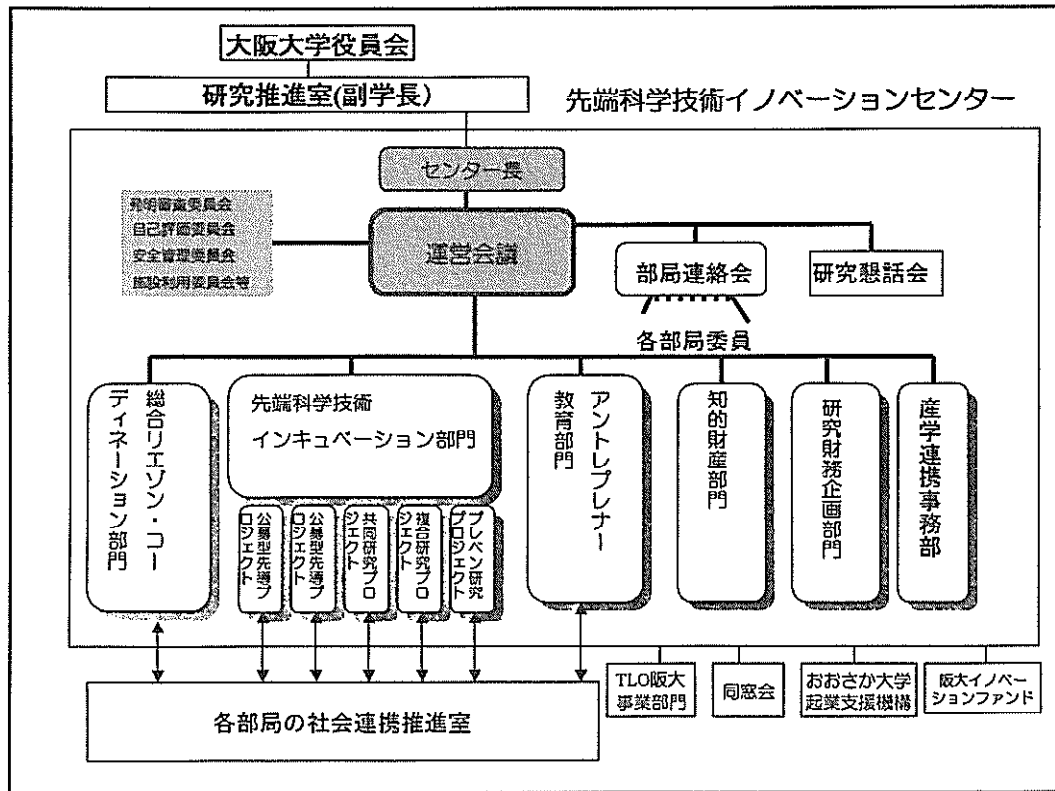 大阪大学役員会
研究推進室(副学長)
先端科学技術イノベーションセンター
センター長
発明審査委員会
自己評価委員会
安全管理委員会
施設利用委員会等
運営会議
部局連絡会
研究懇話会
各部局委員
総合リエゾン・コー
ディネーション部門
先端科学技術
インキュベーション部門
公募型先導プ
ロジェクト
公募型先導プ
ロジェクト
共同研究プロ
ジェクト
複合研究プロ
ジェクト
プレベン研究
プロジェクト
アントレプレナー
教育部門
知的財産部門
研究財務企画部門
産学連携事務部
各部局の社会連携推進室
TLO阪大
事業部門
同窓会
おおさか大学
起業支援機構
阪大イノベー
ションファンド